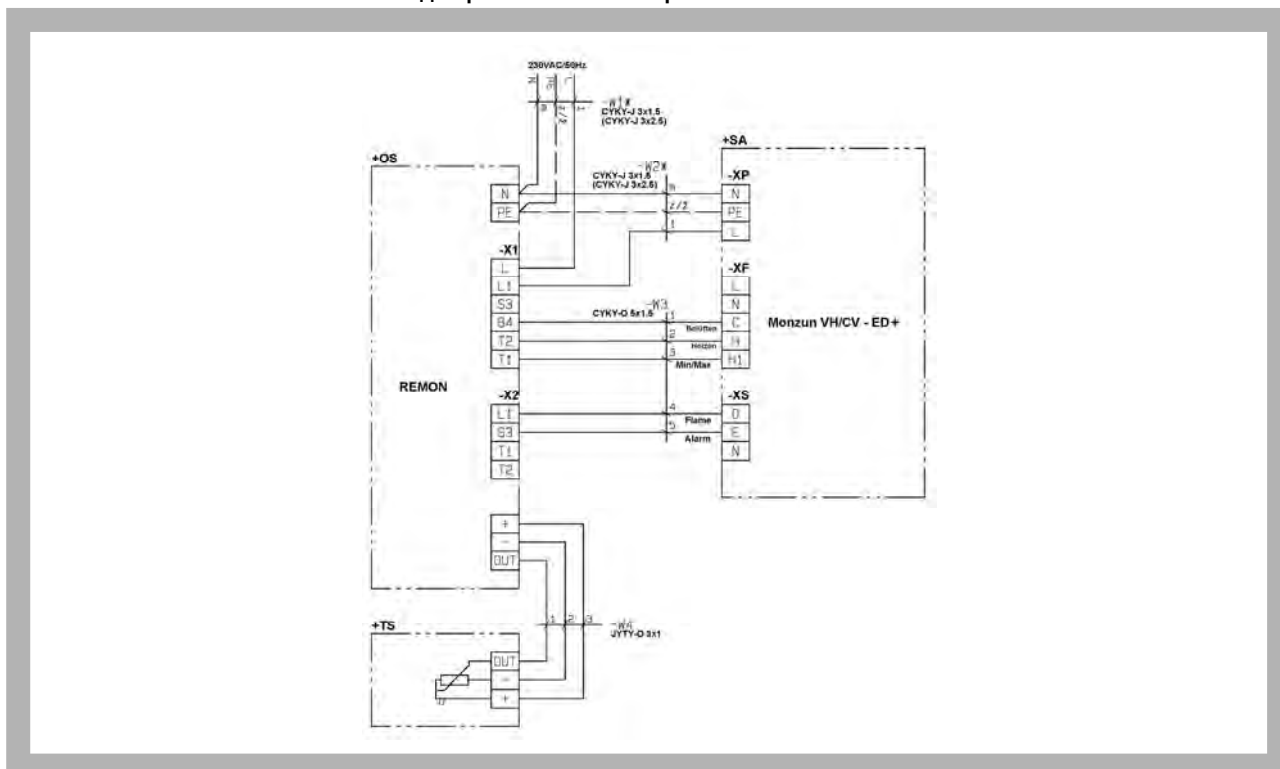 230VAC/50Hz
N
PE
L
-W1*
CYKY-J 3x1.5
(CYKY-J 3x2.5)
+OS
+SA
-W2*
CYKY-J 3x1.5
(CYKY-J 3x2.5)
-XP
N
PE
N
PE
L
1
-X1
L
L1
S3
B4
T2
T1
-XF
L
N
C
H
H1
-W3
CYKY-O 5x1.5
1
Belüften
2
Heizen
3
Min/Max
Monzun VH/CV - ED+
REMON
-X2
L1
S3
T1
T2
-XS
D
E
N
4
Flame
5
Alarm
+
-
OUT
1 2 3
-W4
JYTY-O 3x1
+TS
OUT
-
+